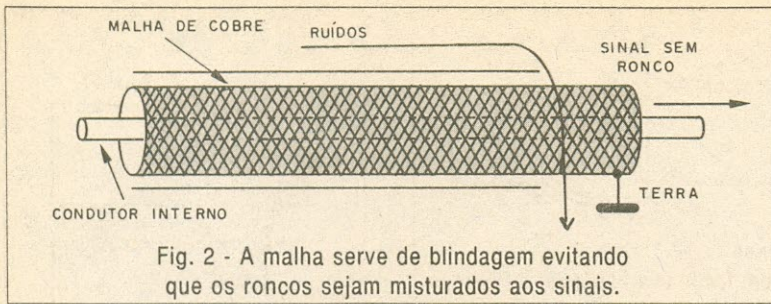 MALHA DE COBRE
RUÍDOS
SINAL SEM
RONCO
CONDUTOR INTERNO
TERRA
Fig. 2 - A malha serve de blindagem evitando
que os roncos sejam misturados aos sinais.